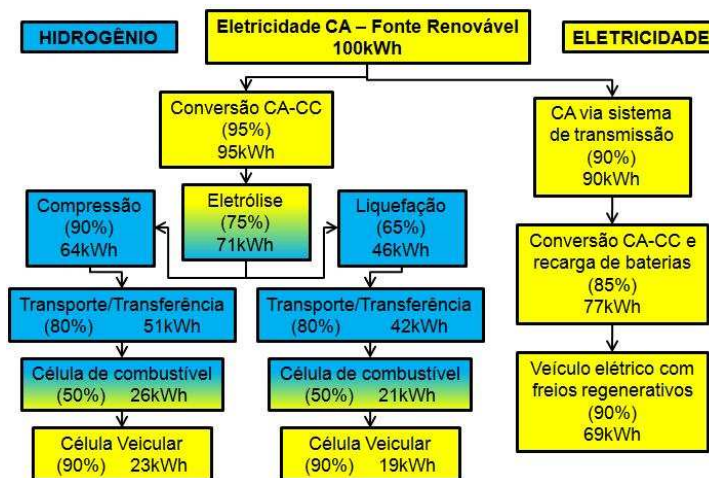 HIDROGÊNIO
Eletricidade CA – Fonte Renovável
100kWh
ELETRICIDADE
Conversão CA-CC
(95%)
95kWh
CA via sistema
de transmissão
(90%)
90kWh
Compressão
(90%)
64kWh
Eletrólise
(75%)
71kWh
Liquefação
(65%)
46kWh
Conversão CA-CC e
recarga de baterias
(85%)
77kWh
Transporte/Transferência
(80%) 51kWh
Transporte/Transferência
(80%) 42kWh
Célula de combustível
(50%) 26kWh
Célula de combustível
(50%) 21kWh
Veículo elétrico com
freios regenerativos
(90%)
69kWh
Célula Veicular
(90%) 23kWh
Célula Veicular
(90%) 19kWh